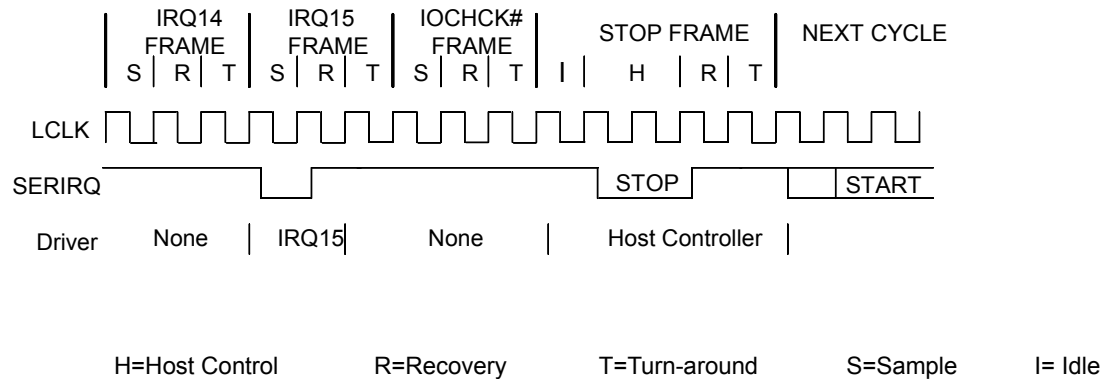 IRQ14 FRAME IRQ15 FRAME IOCHCK# FRAME STOP FRAME NEXT CYCLE
S R T S R T S R T I H R T
LCLK
SERIRQ STOP START
Driver None IRQ15 None Host Controller
H=Host Control R=Recovery T=Turn-around S=Sample I= Idle